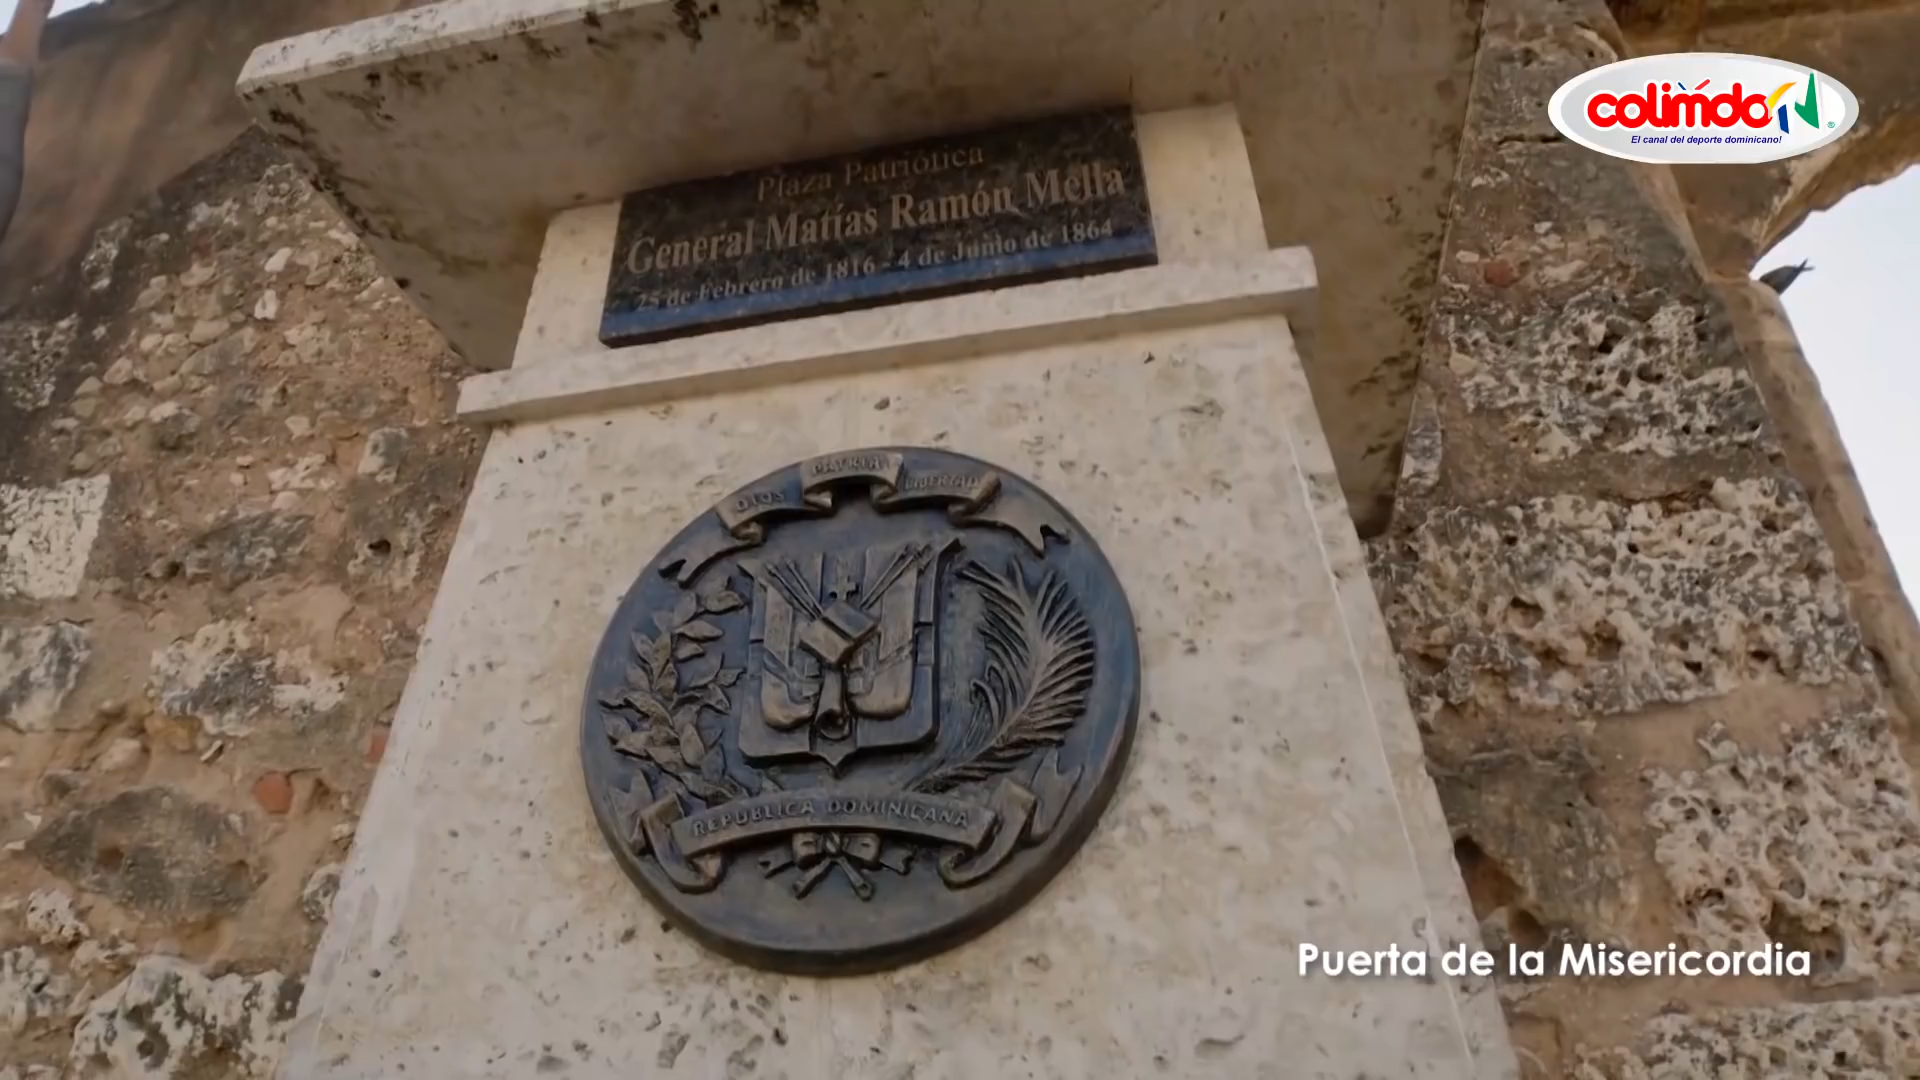 colimdo
El canal del deporte dominicano!
Plaza Patriótica
General Matías Ramón Mella
25 de Febrero de 1816 - 4 de Junio de 1864
DIOS PATRIA LIBERTAD
REPUBLICA DOMINICANA
Puerta de la Misericordia